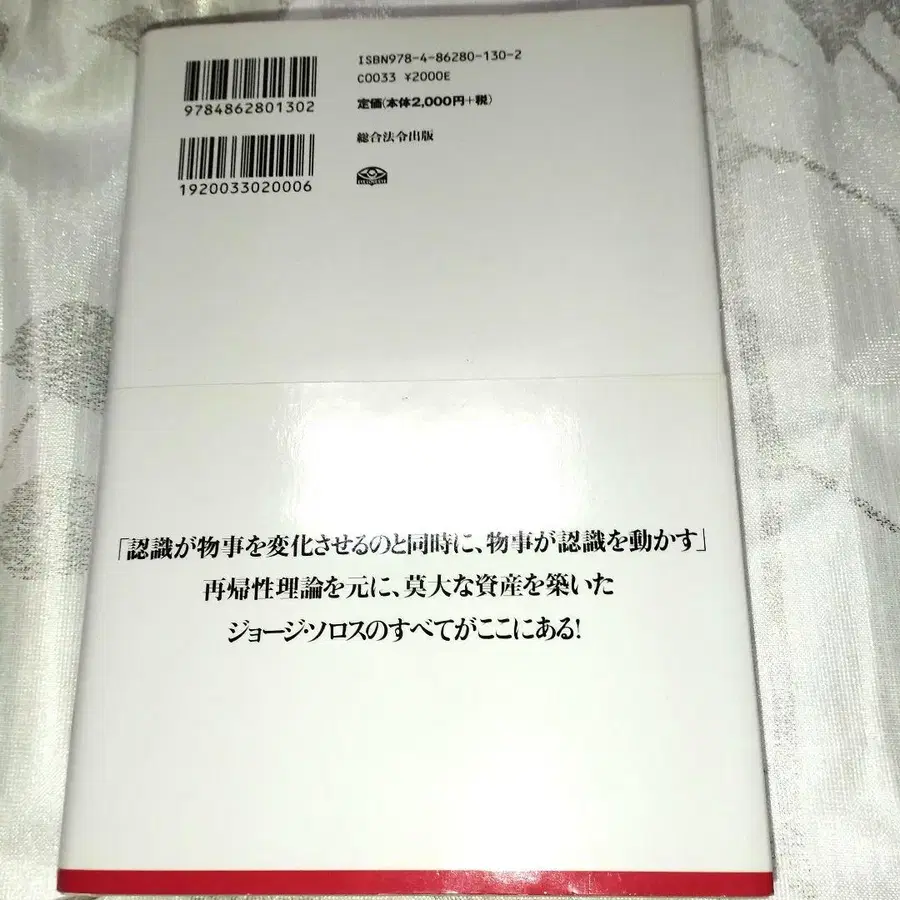 9784862801302
1920033020006
ISBN978-4-86280-130-2
C0033 ¥2000E
定価(本体2,000円+税)
総合法令出版
「認識が物事を変化させるのと同時に、物事が認識を動かす」
再帰性理論を元に、莫大な資産を築いた
ジョージ・ソロスのすべてがここにある!